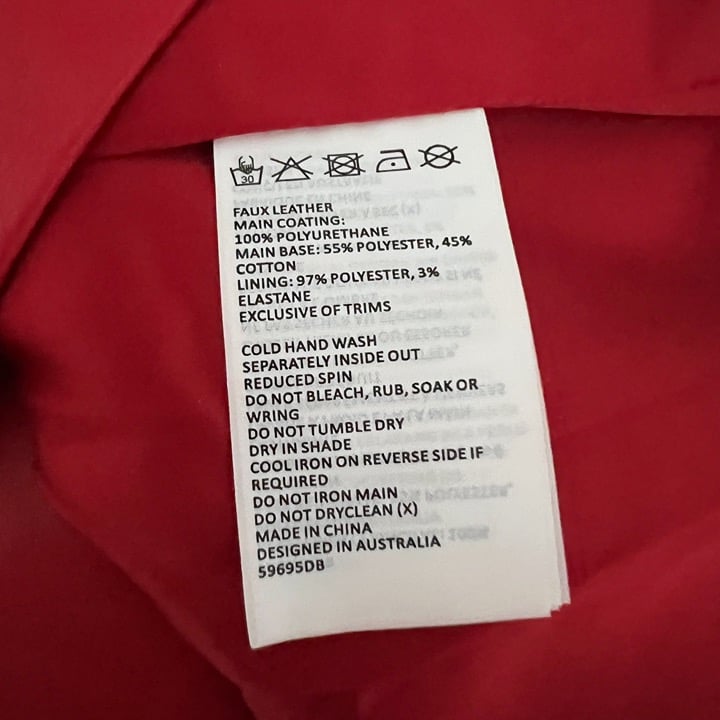 30
FAUX LEATHER
MAIN COATING:
100% POLYURETHANE
MAIN BASE: 55% POLYESTER, 45%
COTTON
LINING: 97% POLYESTER, 3%
ELASTANE
EXCLUSIVE OF TRIMS
COLD HAND WASH
SEPARATELY INSIDE OUT
REDUCED SPIN
DO NOT BLEACH, RUB, SOAK OR
WRING
DO NOT TUMBLE DRY
DRY IN SHADE
COOL IRON ON REVERSE SIDE IF
REQUIRED
DO NOT IRON MAIN
DO NOT DRYCLEAN (X)
MADE IN CHINA
DESIGNED IN AUSTRALIA
59695DB